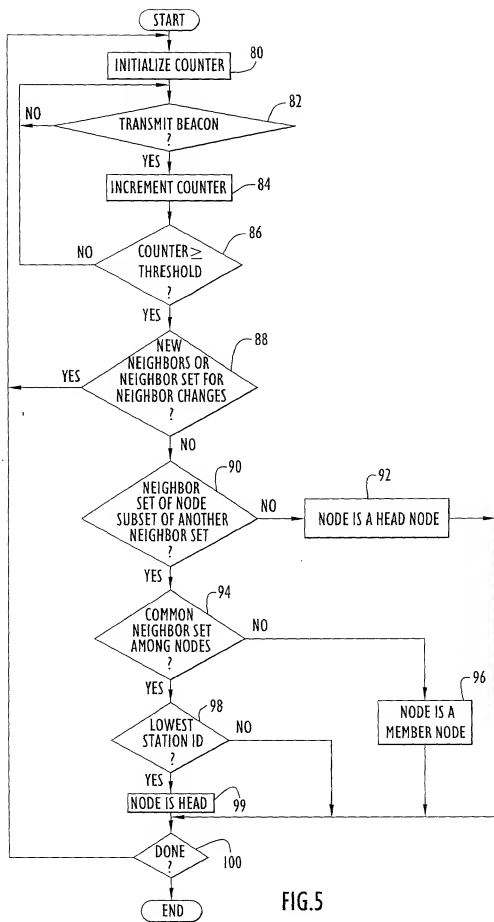 START
INITIALIZE COUNTER
80
NO
TRANSMIT BEACON
?
82
YES
INCREMENT COUNTER
84
NO
COUNTER ≥
THRESHOLD
?
86
YES
YES
NEW
NEIGHBORS OR
NEIGHBOR SET FOR
NEIGHBOR CHANGES
?
88
NO
NEIGHBOR
SET OF NODE
SUBSET OF ANOTHER
NEIGHBOR SET
?
90
NO
92
NODE IS A HEAD NODE
YES
COMMON
NEIGHBOR SET
AMONG NODES
?
94
NO
YES
96
NODE IS A
MEMBER NODE
LOWEST
STATION ID
?
98
NO
YES
NODE IS HEAD
99
DONE
?
100
END
FIG.5